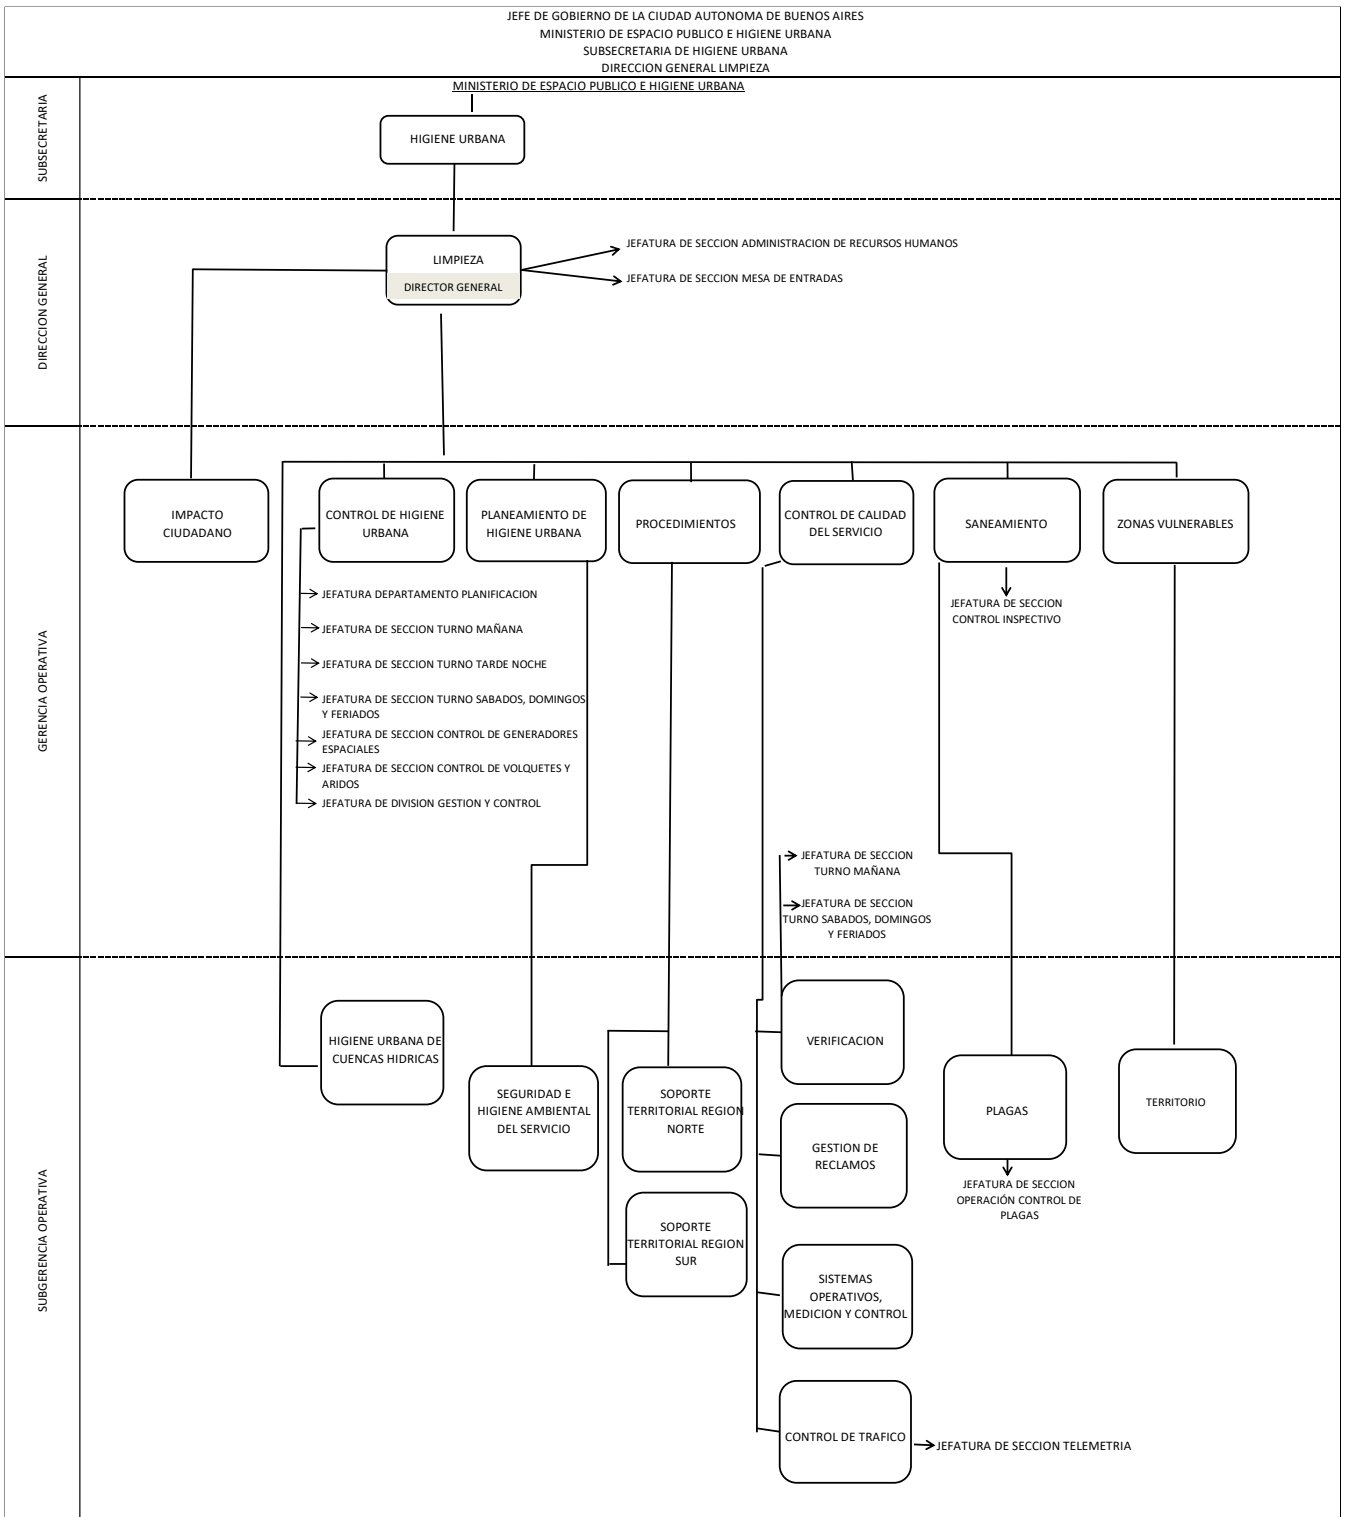 JEFE DE GOBIERNO DE LA CIUDAD AUTONOMA DE BUENOS AIRES
MINISTERIO DE ESPACIO PUBLICO E HIGIENE URBANA
SUBSECRETARIA DE HIGIENE URBANA
DIRECCION GENERAL LIMPIEZA
MINISTERIO DE ESPACIO PUBLICO E HIGIENE URBANA
SUBSECRETARIA
HIGIENE URBANA
DIRECCION GENERAL
LIMPIEZA
DIRECTOR GENERAL
JEFATURA DE SECCION ADMINISTRACION DE RECURSOS HUMANOS
JEFATURA DE SECCION MESA DE ENTRADAS
GERENCIA OPERATIVA
IMPACTO
CIUDADANO
CONTROL DE HIGIENE
URBANA
PLANEAMIENTO DE
HIGIENE URBANA
PROCEDIMIENTOS
CONTROL DE CALIDAD
DEL SERVICIO
SANEAMIENTO
ZONAS VULNERABLES
JEFATURA DEPARTAMENTO PLANIFICACION
JEFATURA DE SECCION TURNO MAÑANA
JEFATURA DE SECCION TURNO TARDE NOCHE
JEFATURA DE SECCION TURNO SABADOS, DOMINGOS
Y FERIADOS
JEFATURA DE SECCION CONTROL DE GENERADORES
ESPACIALES
JEFATURA DE SECCION CONTROL DE VOLQUETES Y
ARIDOS
JEFATURA DE DIVISION GESTION Y CONTROL
JEFATURA DE SECCION
CONTROL INSPECTIVO
JEFATURA DE SECCION
TURNO MAÑANA
JEFATURA DE SECCION
TURNO SABADOS, DOMINGOS
Y FERIADOS
SUBGERENCIA OPERATIVA
HIGIENE URBANA DE
CUENCAS HIDRICAS
SEGURIDAD E
HIGIENE AMBIENTAL
DEL SERVICIO
SOPORTE
TERRITORIAL REGION
NORTE
SOPORTE
TERRITORIAL REGION
SUR
VERIFICACION
GESTION DE
RECLAMOS
SISTEMAS
OPERATIVOS,
MEDICION Y CONTROL
CONTROL DE TRAFICO
JEFATURA DE SECCION TELEMETRIA
PLAGAS
JEFATURA DE SECCION
OPERACIÓN CONTROL DE
PLAGAS
TERRITORIO